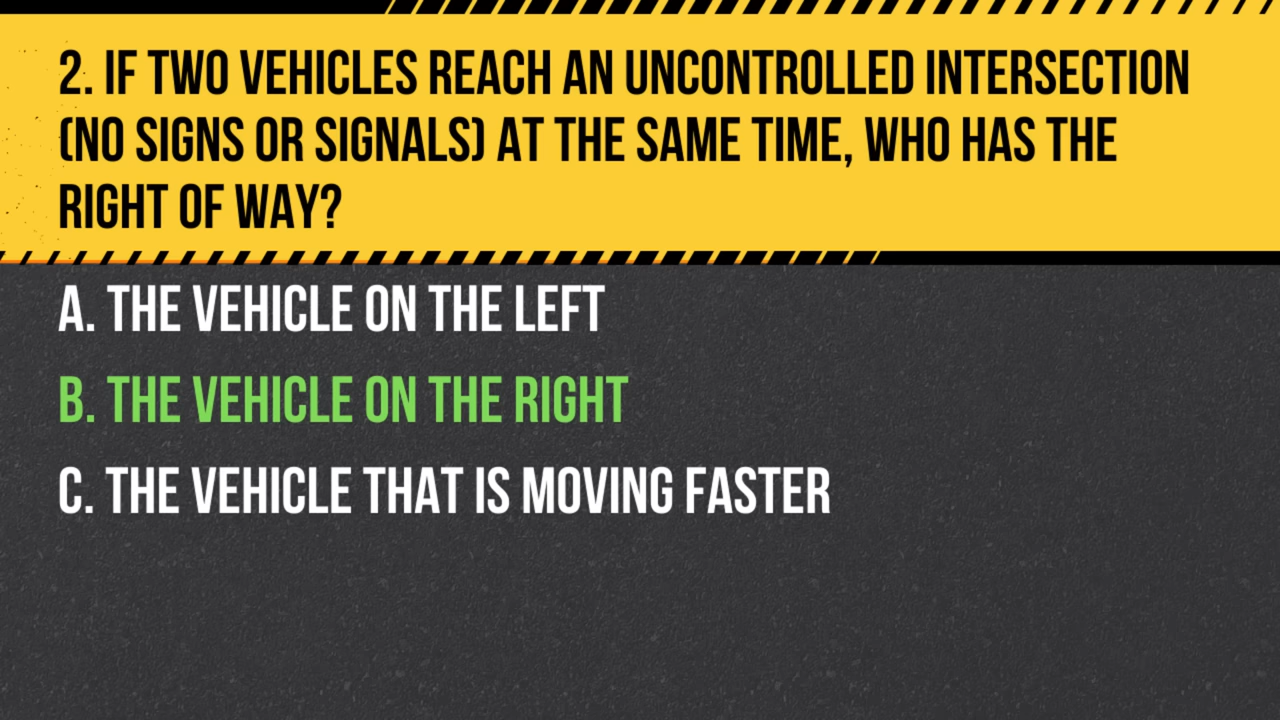 2. IF TWO VEHICLES REACH AN UNCONTROLLED INTERSECTION
(NO SIGNS OR SIGNALS) AT THE SAME TIME, WHO HAS THE
RIGHT OF WAY?
A. THE VEHICLE ON THE LEFT
B. THE VEHICLE ON THE RIGHT
C. THE VEHICLE THAT IS MOVING FASTER